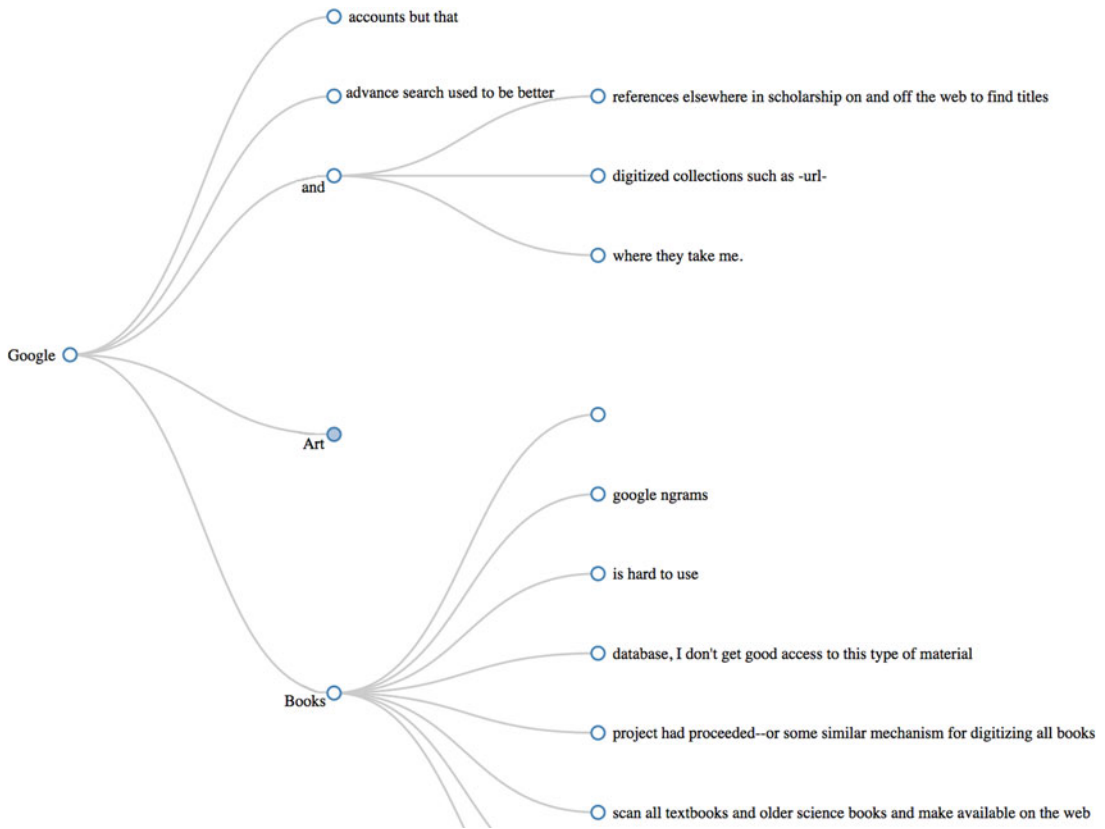 accounts but that
advance search used to be better
references elsewhere in scholarship on and off the web to find titles
and
digitized collections such as -url-
where they take me.
Google
Art
google ngrams
is hard to use
database, I don't get good access to this type of material
Books
project had proceeded--or some similar mechanism for digitizing all books
scan all textbooks and older science books and make available on the web